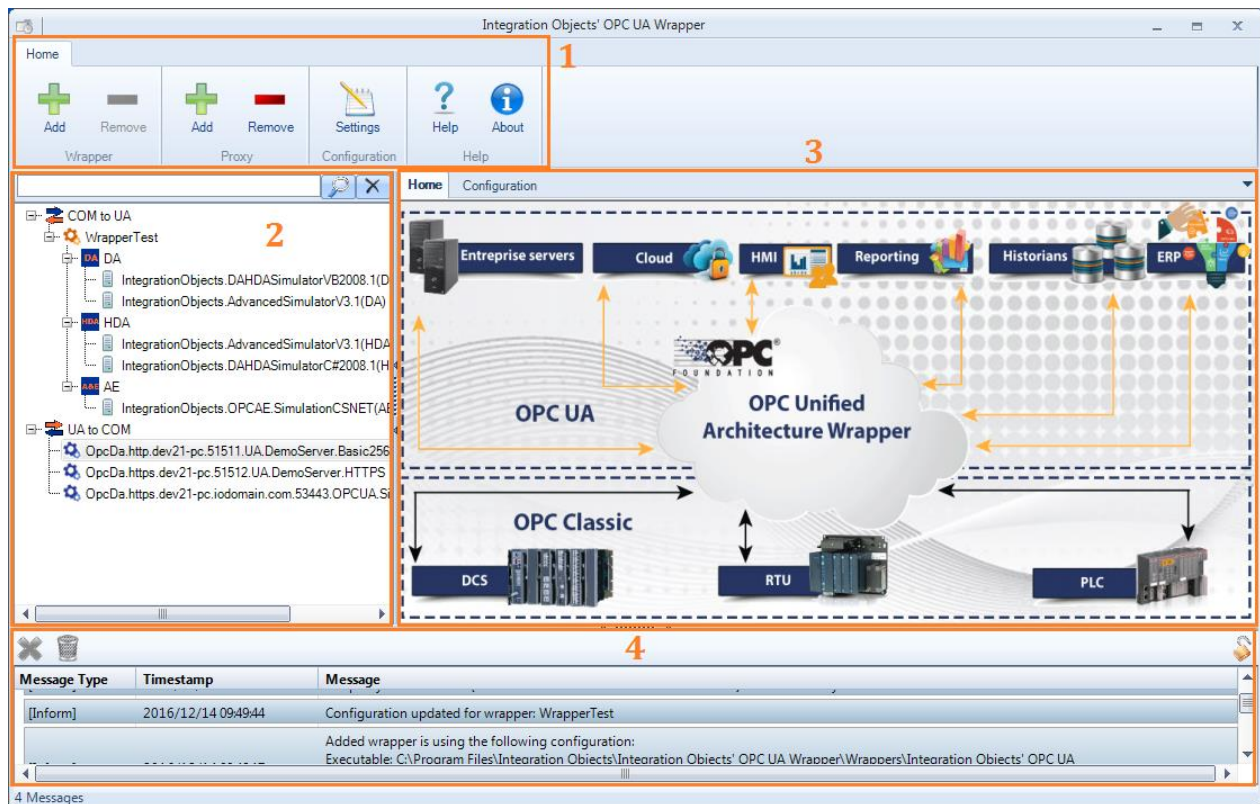 Integration Objects' OPC UA Wrapper
Home
1
Add
Remove
Add
Remove
Settings
Help
About
Wrapper
Proxy
Configuration
Help
3
2
COM to UA
WrapperTest
DA DA
IntegrationObjects.DAHDASimulatorVB2008.1(D
IntegrationObjects.AdvancedSimulatorV3.1(DA)
HDA HDA
IntegrationObjects.AdvancedSimulatorV3.1(HDA
IntegrationObjects.DAHDASimulatorC#2008.1(H
A&E AE
IntegrationObjects.OPCAE.SimulationCSNET(AE
UA to COM
OpcDa.http.dev21-pc.51511.UA.DemoServer.Basic256
OpcDa.https.dev21-pc.51512.UA.DemoServer.HTTPS
OpcDa.https.dev21-pc.iodomain.com.53443.OPCUA.Si
Home Configuration
Entreprise servers
Cloud
HMI
Reporting
Historians
ERP
OPC
FOUNDATION
OPC UA
OPC Unified
Architecture Wrapper
OPC Classic
DCS
RTU
PLC
4
Message Type Timestamp Message
[Inform] 2016/12/14 09:49:44 Configuration updated for wrapper: WrapperTest
Added wrapper is using the following configuration:
Executable: C:\Program Files\Integration Objects\Integration Objects' OPC UA Wrapper\Wrappers\Integration Objects' OPC UA
4 Messages